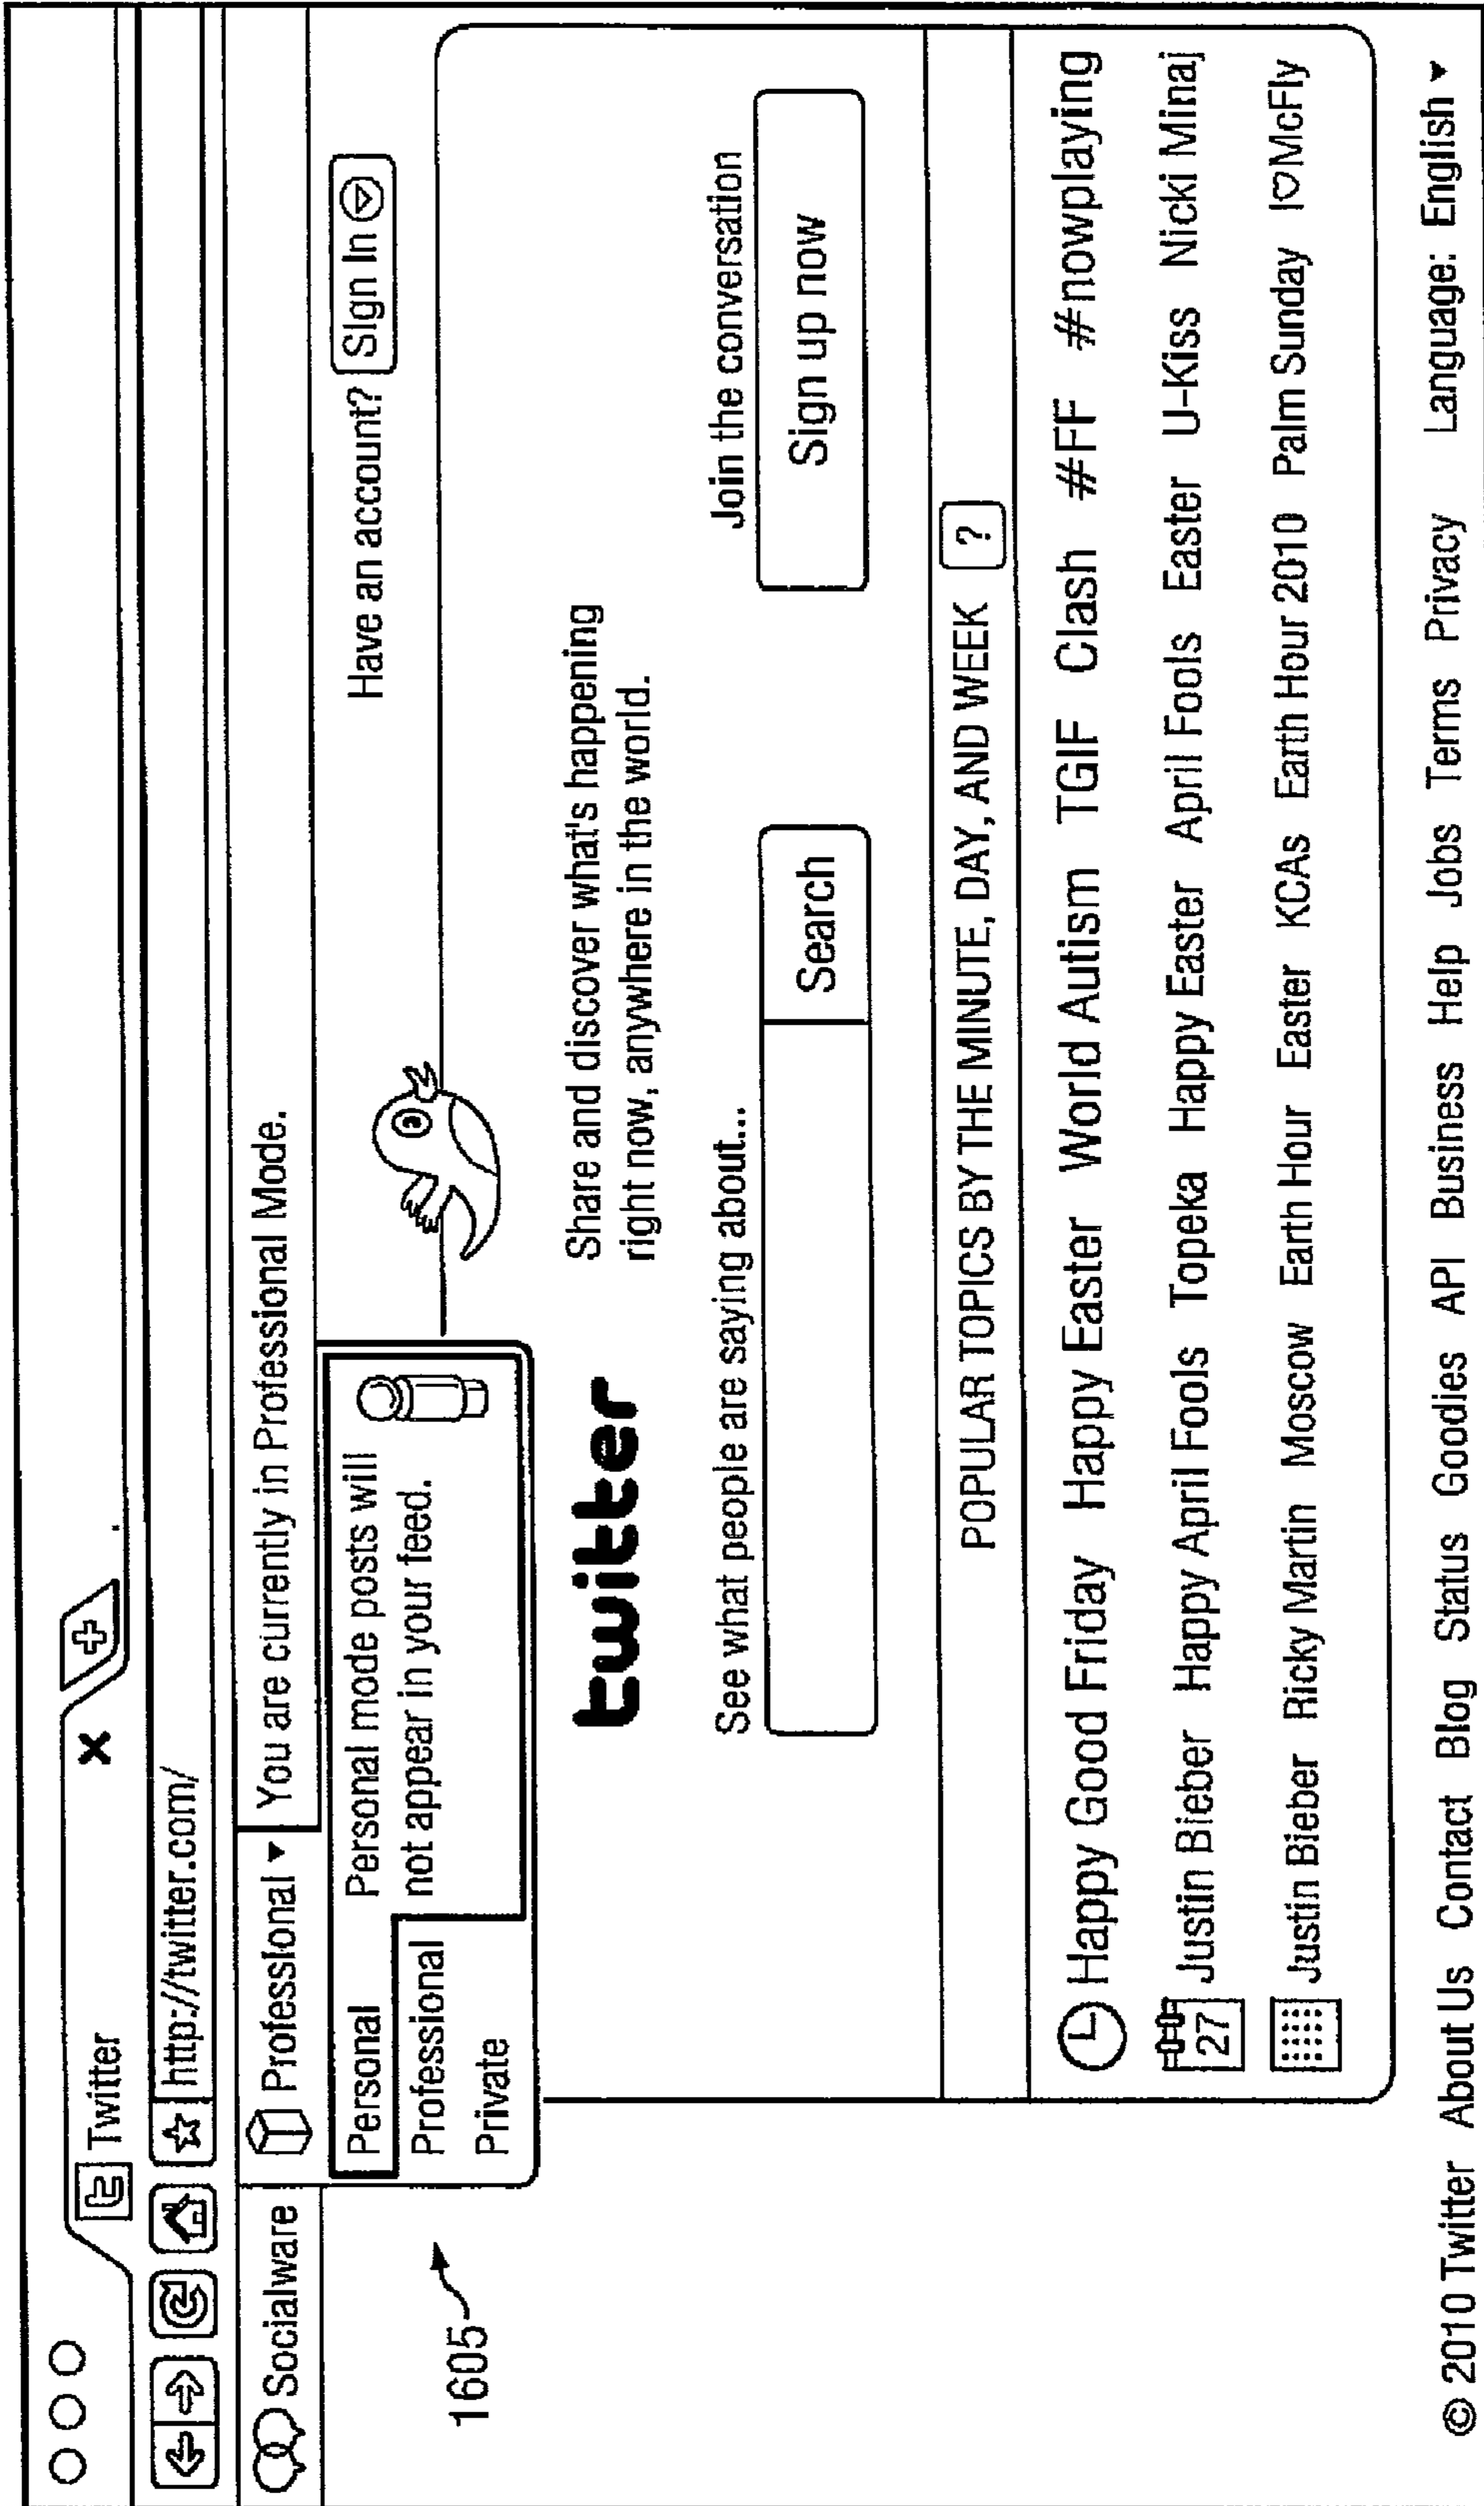 Twitter x
http://twitter.com/
Socialware Professional ▾ You are currently in Professional Mode.
Personal Personal mode posts will
Professional not appear in your feed.
Private
1605
Have an account? Sign In
twitter
Share and discover what's happening
right now, anywhere in the world.
See what people are saying about...
Search
Join the conversation
Sign up now
POPULAR TOPICS BY THE MINUTE, DAY, AND WEEK ?
Happy Good Friday Happy Easter World Autism TGIF Clash #FF #nowplaying
27 Justin Bieber Happy April Fools Topeka Happy Easter April Fools Easter U-Kiss Nicki Minaj
Justin Bieber Ricky Martin Moscow Earth Hour Easter KCAs Earth Hour 2010 Palm Sunday I♡McFly
© 2010 Twitter About Us Contact Blog Status Goodies API Business Help Jobs Terms Privacy Language: English ▾